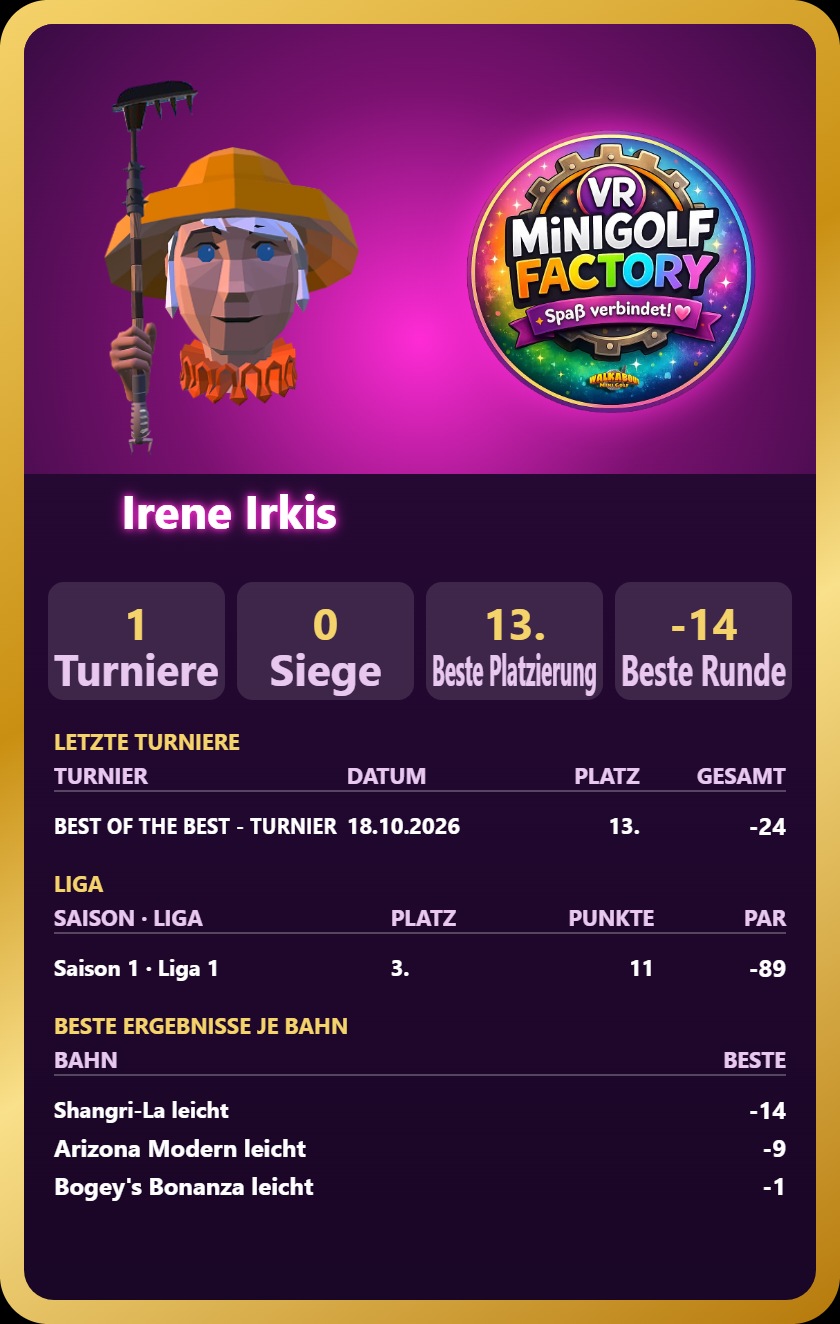 VR
MiNIGOLF
FACTORY
Spaß verbindet!
WALKABOUT
MINI GOLF
Irene Irkis
1 0 13. -14
Turniere Siege Beste Platzierung Beste Runde
LETZTE TURNIERE
TURNIER DATUM PLATZ GESAMT
BEST OF THE BEST - TURNIER 18.10.2026 13. -24
LIGA
SAISON · LIGA PLATZ PUNKTE PAR
Saison 1 · Liga 1 3. 11 -89
BESTE ERGEBNISSE JE BAHN
BAHN BESTE
Shangri-La leicht -14
Arizona Modern leicht -9
Bogey's Bonanza leicht -1